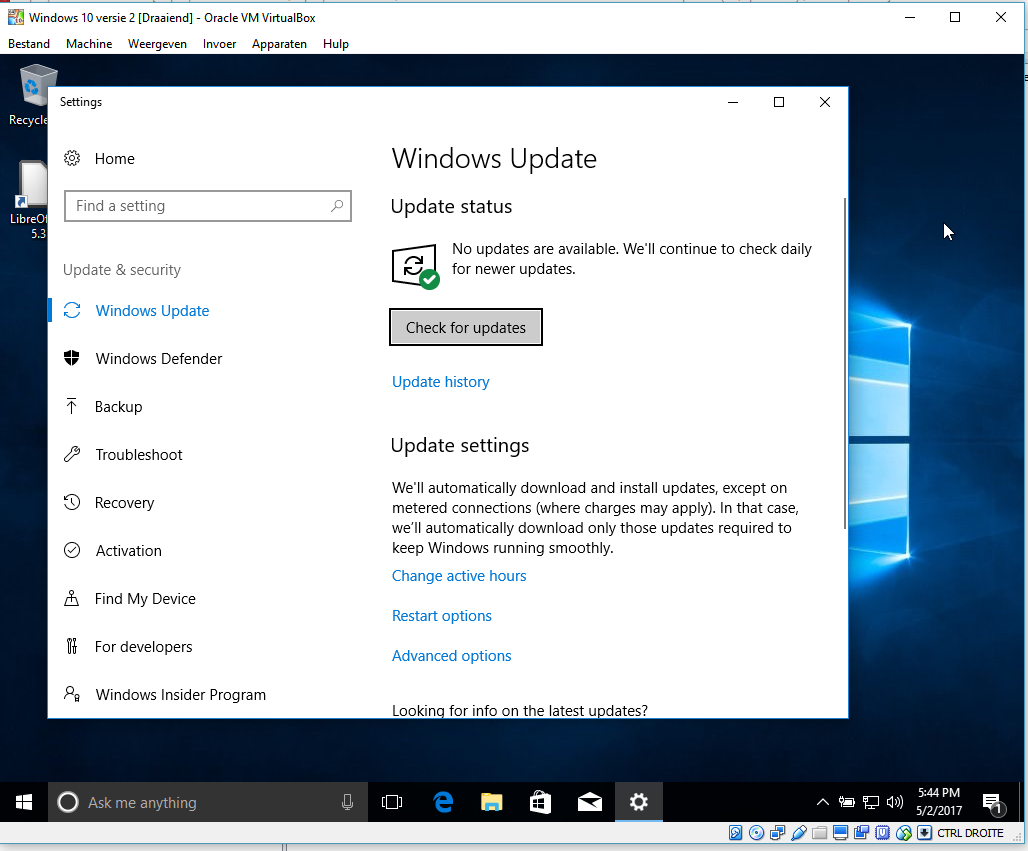 Windows 10 versie 2 [Draaiend] - Oracle VM VirtualBox
Bestand Machine Weergeven Invoer Apparaten Hulp
Recycle
LibreOf
5.3
Settings
Home
Find a setting
Update & security
Windows Update
Windows Defender
Backup
Troubleshoot
Recovery
Activation
Find My Device
For developers
Windows Insider Program
Windows Update
Update status
No updates are available. We'll continue to check daily
for newer updates.
Check for updates
Update history
Update settings
We'll automatically download and install updates, except on
metered connections (where charges may apply). In that case,
we'll automatically download only those updates required to
keep Windows running smoothly.
Change active hours
Restart options
Advanced options
Looking for info on the latest updates?
Ask me anything
5:44 PM
5/2/2017
1
CTRL DROITE